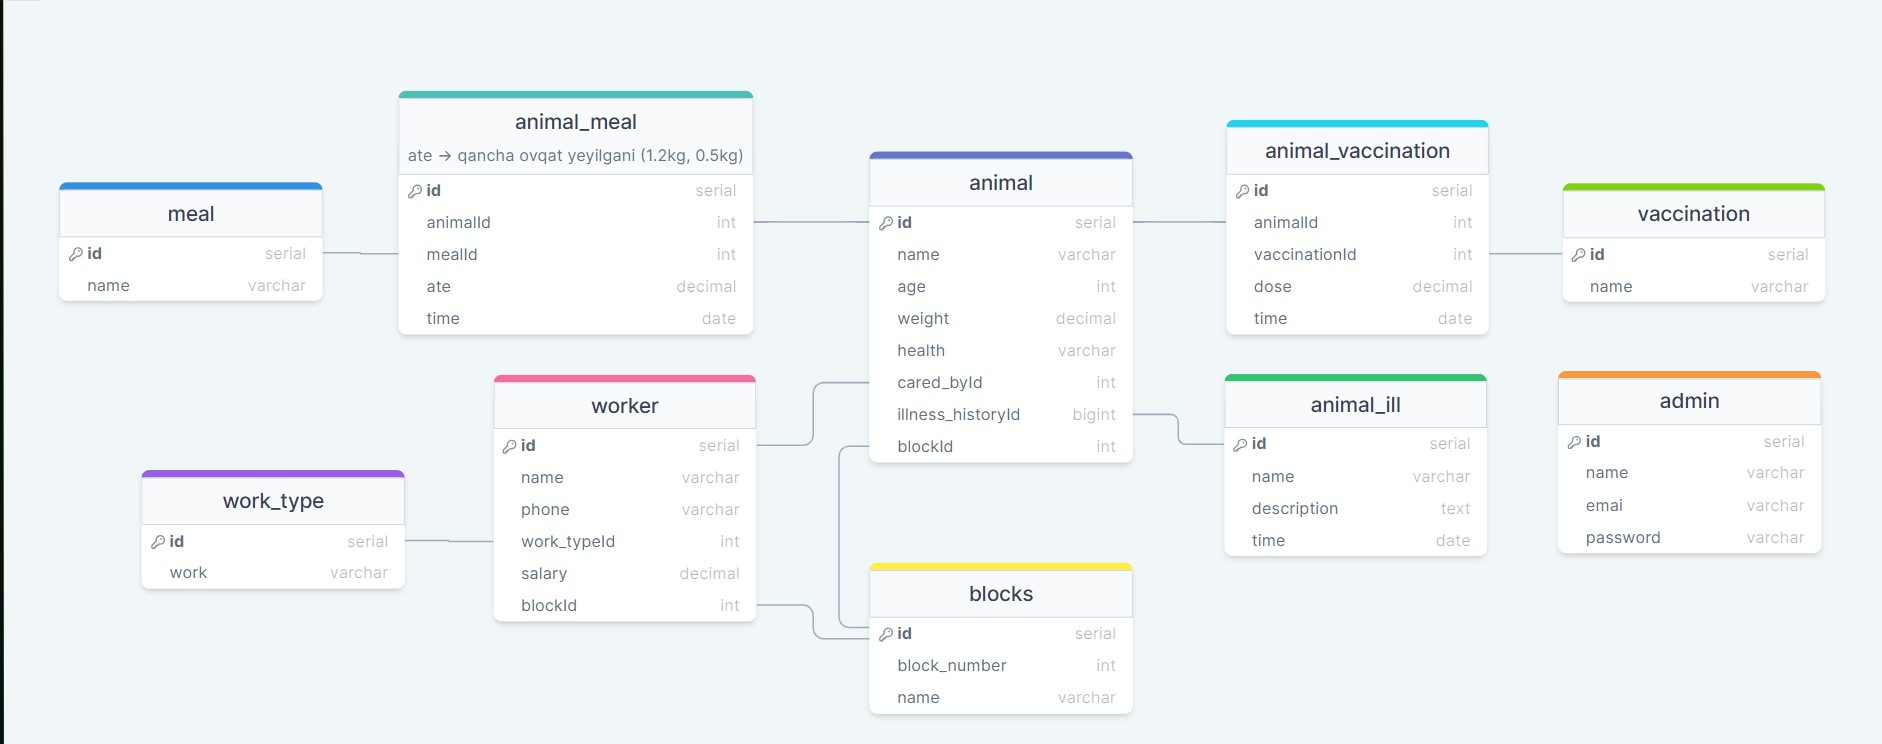 meal
id serial
name varchar
animal_meal
ate → qancha ovqat yeyilgani (1.2kg, 0.5kg)
id serial
animalId int
mealId int
ate decimal
time date
animal
id serial
name varchar
age int
weight decimal
health varchar
cared_byId int
illness_historyId bigint
blockId int
animal_vaccination
id serial
animalId int
vaccinationId int
dose decimal
time date
vaccination
id serial
name varchar
work_type
id serial
work varchar
worker
id serial
name varchar
phone varchar
work_typeId int
salary decimal
blockId int
blocks
id serial
block_number int
name varchar
animal_ill
id serial
name varchar
description text
time date
admin
id serial
name varchar
emai varchar
password varchar